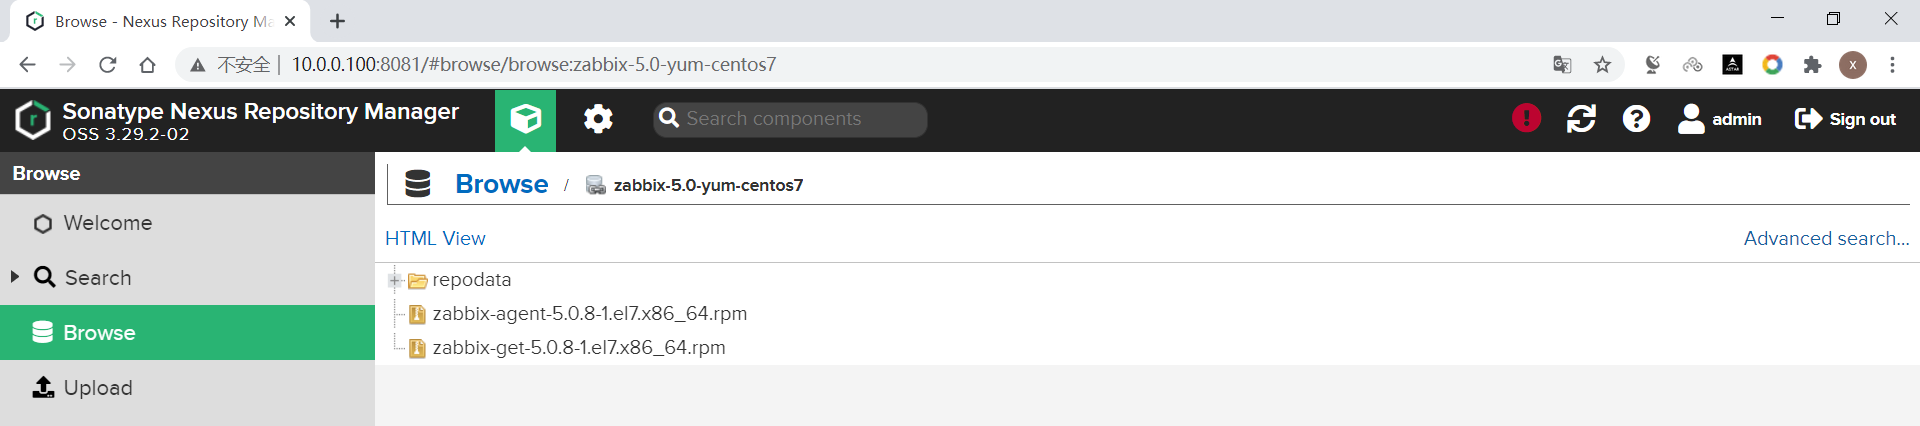 Browse - Nexus Repository Ma
不安全 | 10.0.0.100:8081/#browse/browse:zabbix-5.0-yum-centos7
X
Sonatype Nexus Repository Manager
OSS 3.29.2-02
Search components
admin
Sign out
Browse
Welcome
Search
Browse
Upload
Browse / zabbix-5.0-yum-centos7
HTML View
Advanced search...
repodata
zabbix-agent-5.0.8-1.el7.x86_64.rpm
zabbix-get-5.0.8-1.el7.x86_64.rpm